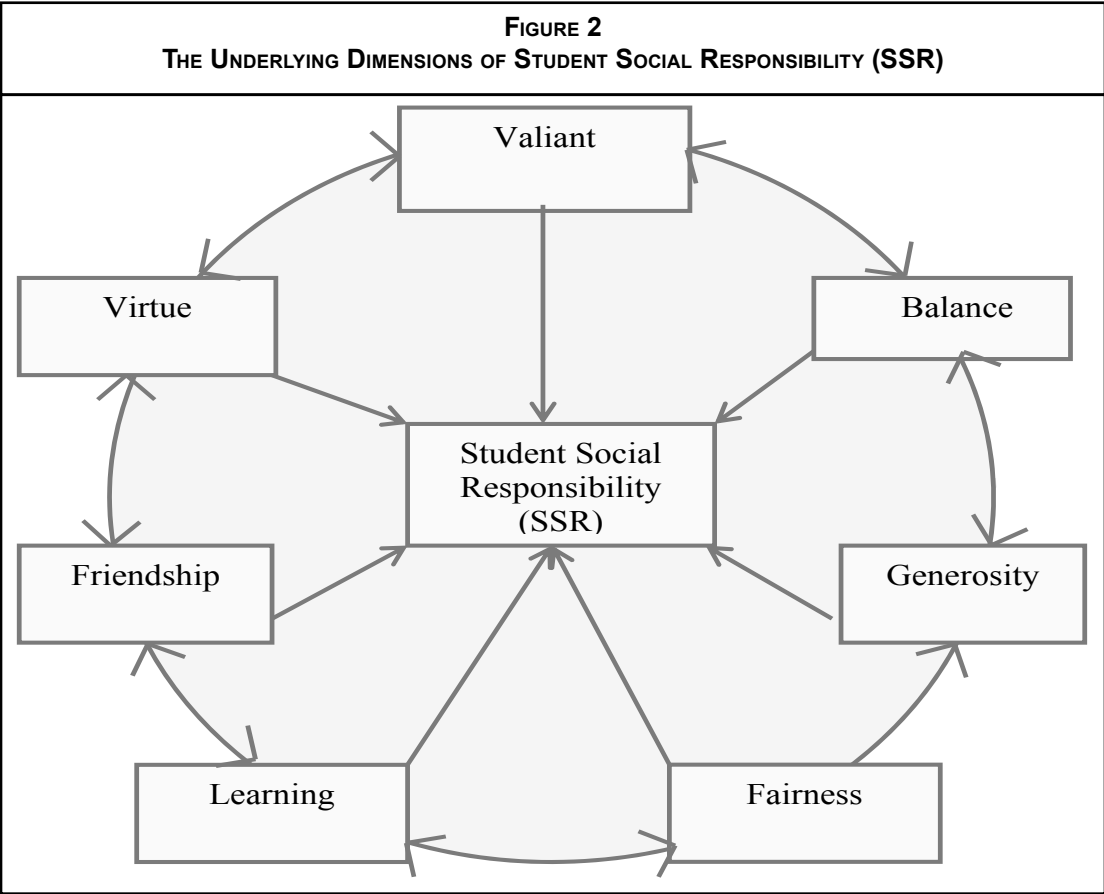 FIGURE 2
THE UNDERLYING DIMENSIONS OF STUDENT SOCIAL RESPONSIBILITY (SSR)
Valiant
Virtue
Balance
Student Social
Responsibility
(SSR)
Friendship
Generosity
Learning
Fairness